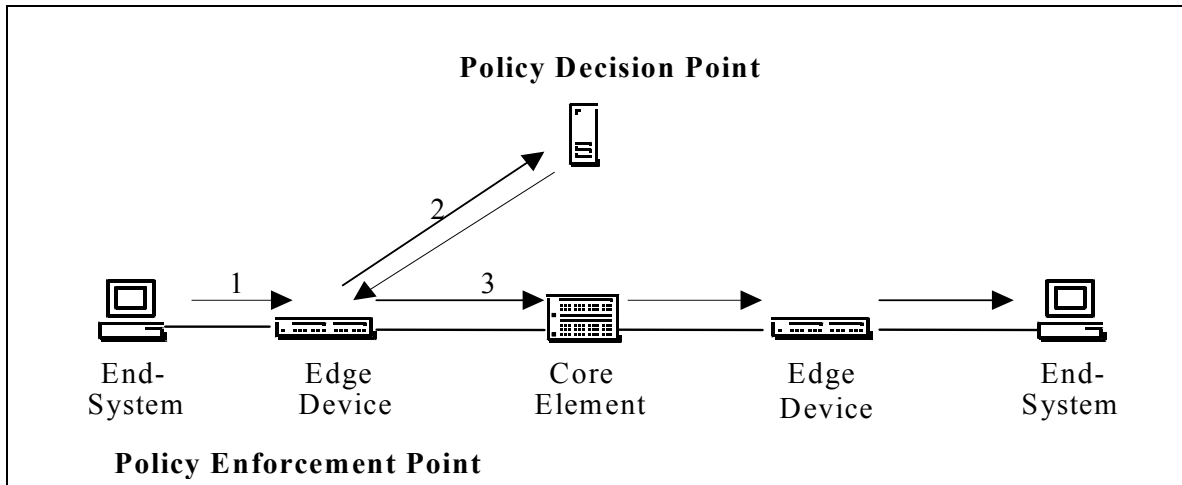 Policy Decision Point
2
1
3
End-
System
Edge
Device
Core
Element
Edge
Device
End-
System
Policy Enforcement Point